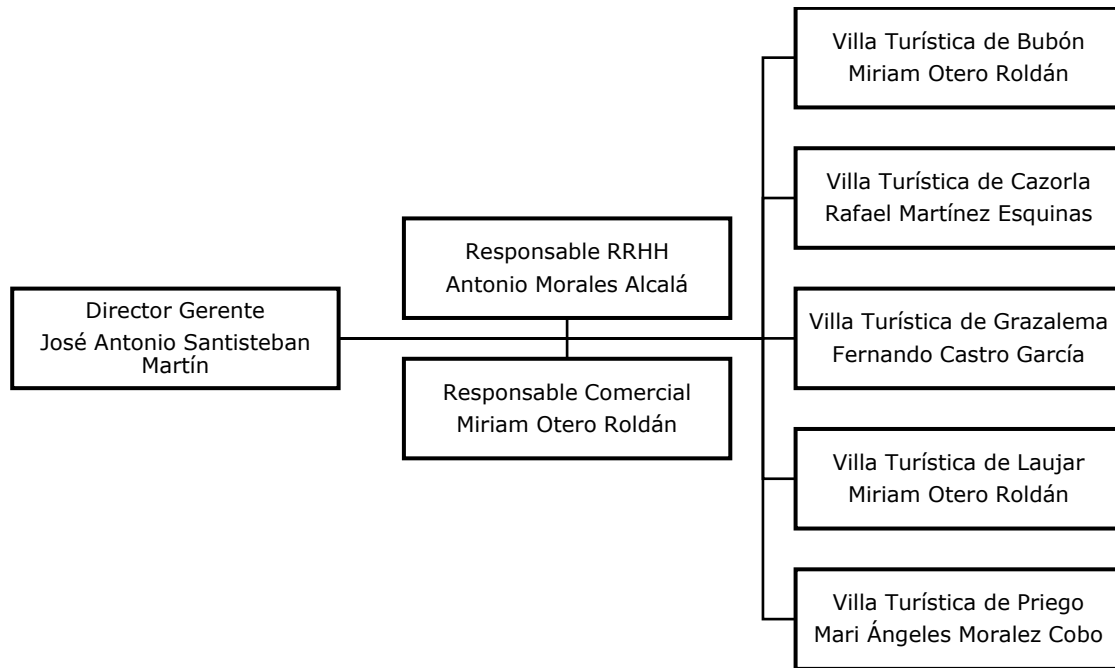 Director Gerente
José Antonio Santisteban
Martín
Responsable RRHH
Antonio Morales Alcalá
Responsable Comercial
Miriam Otero Roldán
Villa Turística de Bubón
Miriam Otero Roldán
Villa Turística de Cazorla
Rafael Martínez Esquinas
Villa Turística de Grazalema
Fernando Castro García
Villa Turística de Laujar
Miriam Otero Roldán
Villa Turística de Priego
Mari Ángeles Moralez Cobo